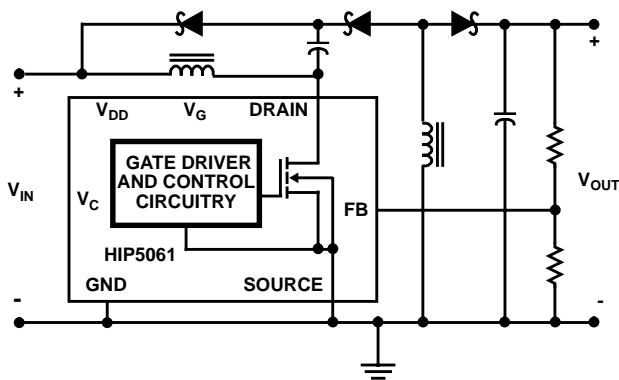 +
+
V_DD V_G DRAIN
GATE DRIVER
AND CONTROL
CIRCUITRY
V_IN
V_C
V_OUT
FB
HIP5061
GND SOURCE
-
-